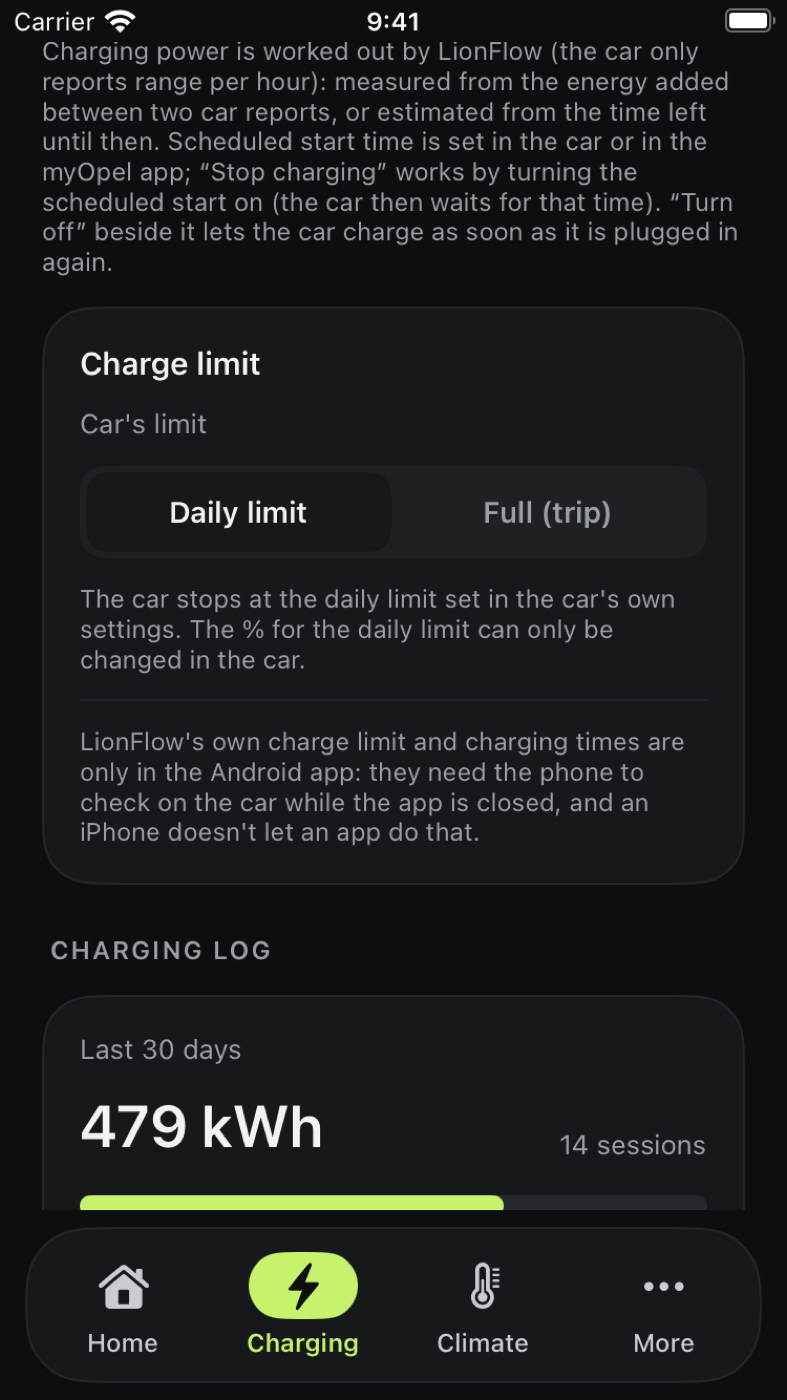 Carrier
9:41
Charging power is worked out by LionFlow (the car only
reports range per hour): measured from the energy added
between two car reports, or estimated from the time left
until then. Scheduled start time is set in the car or in the
myOpel app; “Stop charging” works by turning the
scheduled start on (the car then waits for that time). “Turn
off” beside it lets the car charge as soon as it is plugged in
again.
Charge limit
Car's limit
Daily limit
Full (trip)
The car stops at the daily limit set in the car's own
settings. The % for the daily limit can only be
changed in the car.
LionFlow's own charge limit and charging times are
only in the Android app: they need the phone to
check on the car while the app is closed, and an
iPhone doesn't let an app do that.
CHARGING LOG
Last 30 days
479 kWh
14 sessions
Home
Charging
Climate
More